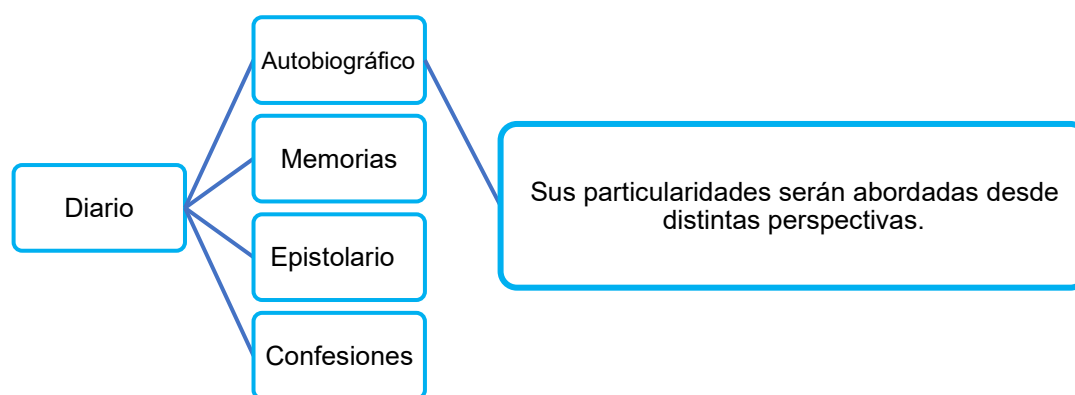 Diario
Autobiográfico
Memorias
Epistolario
Confesiones
Sus particularidades serán abordadas desde
distintas perspectivas.